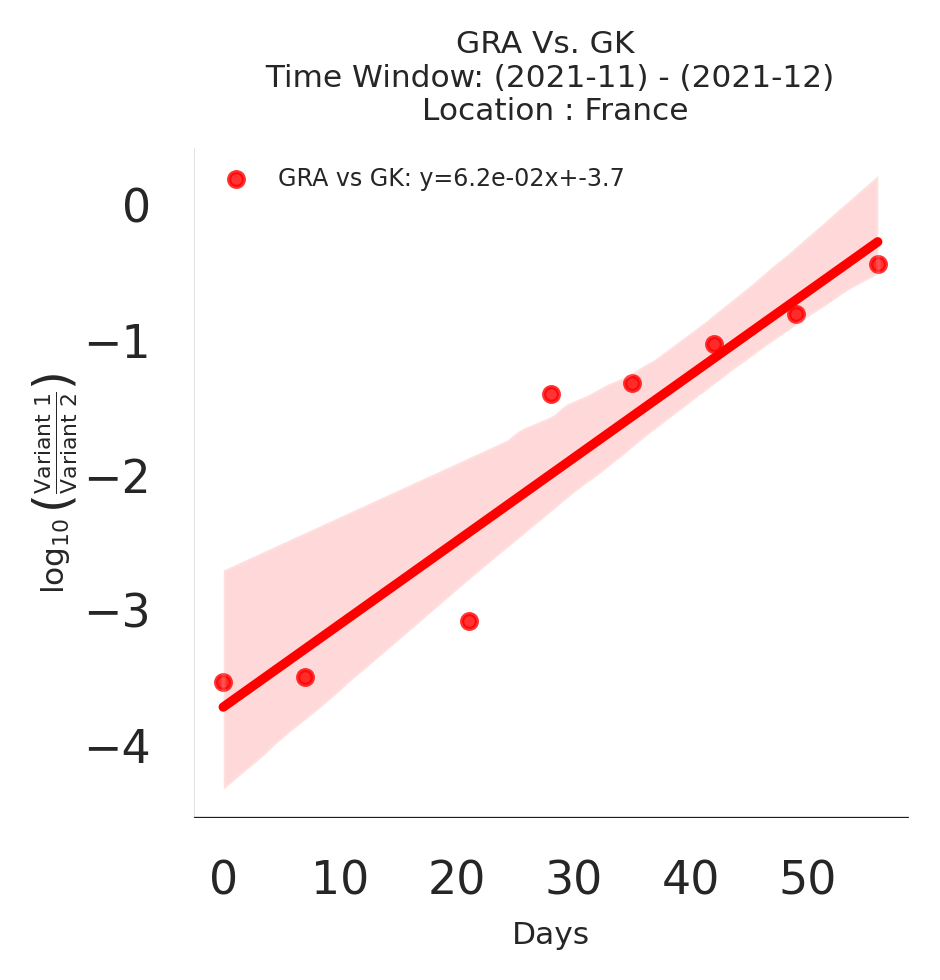 GRA Vs. GK
Time Window: (2021-11) - (2021-12)
Location : France
GRA vs GK: y=6.2e-02x+-3.7
0
−1
−2
−3
−4
log10 (Variant 1 / Variant 2)
0 10 20 30 40 50
Days